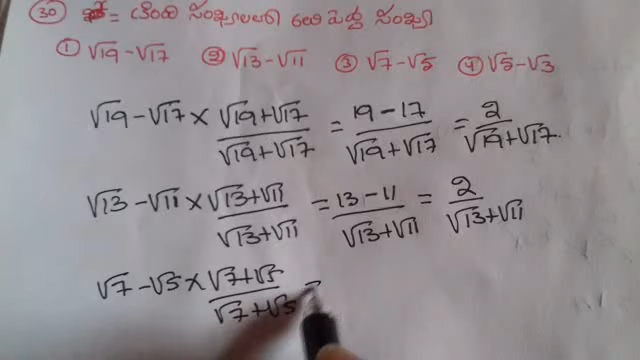 30 క్రింది సంఖ్యలలో పెద్ద సంఖ్య
① √19 – √17 ② √13 – √11 ③ √7 – √5 ④ √5 – √3
√19 – √17 × (√19+√17)/(√19+√17) = (19–17)/(√19+√17) = 2/(√19+√17)
√13 – √11 × (√13+√11)/(√13+√11) = (13–11)/(√13+√11) = 2/(√13+√11)
√7 – √5 × (√7+√5)/(√7+√5) =